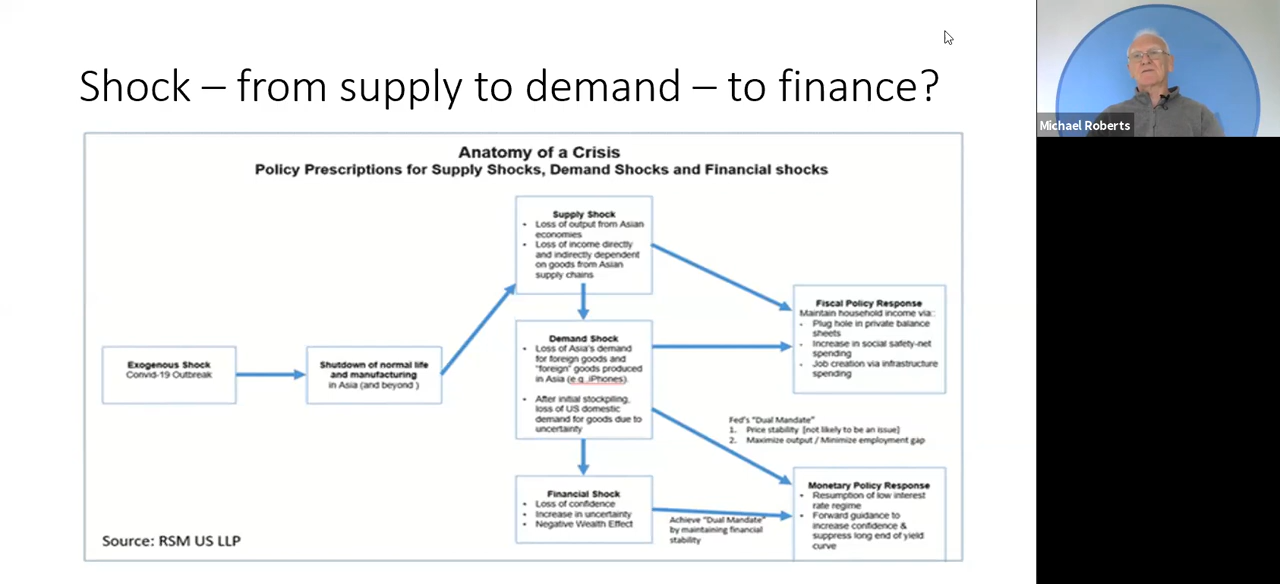 Shock – from supply to demand – to finance?
Michael Roberts
Anatomy of a Crisis
Policy Prescriptions for Supply Shocks, Demand Shocks and Financial shocks
Exogenous Shock
Convid-19 Outbreak
Shutdown of normal life
and manufacturing
in Asia (and beyond )
Supply Shock
• Loss of output from Asian
economies
• Loss of income directly
and indirectly dependent
on goods from Asian
supply chains
Demand Shock
• Loss of Asia's demand
for foreign goods and
"foreign" goods produced
in Asia (e.g. iPhones).
• After initial stockpiling,
loss of US domestic
demand for goods due to
uncertainty
Financial Shock
• Loss of confidence
• Increase in uncertainty
• Negative Wealth Effect
Fiscal Policy Response
Maintain household income via:
• Plug hole in private balance
sheets
• Increase in social safety-net
spending
• Job creation via infrastructure
spending
Fed's "Dual Mandate"
1. Price stability [not likely to be an issue]
2. Maximize output / Minimize employment gap
Achieve "Dual Mandate"
by maintaining financial
stability
Monetary Policy Response
• Resumption of low interest
rate regime
• Forward guidance to
increase confidence &
suppress long end of yield
curve
Source: RSM US LLP